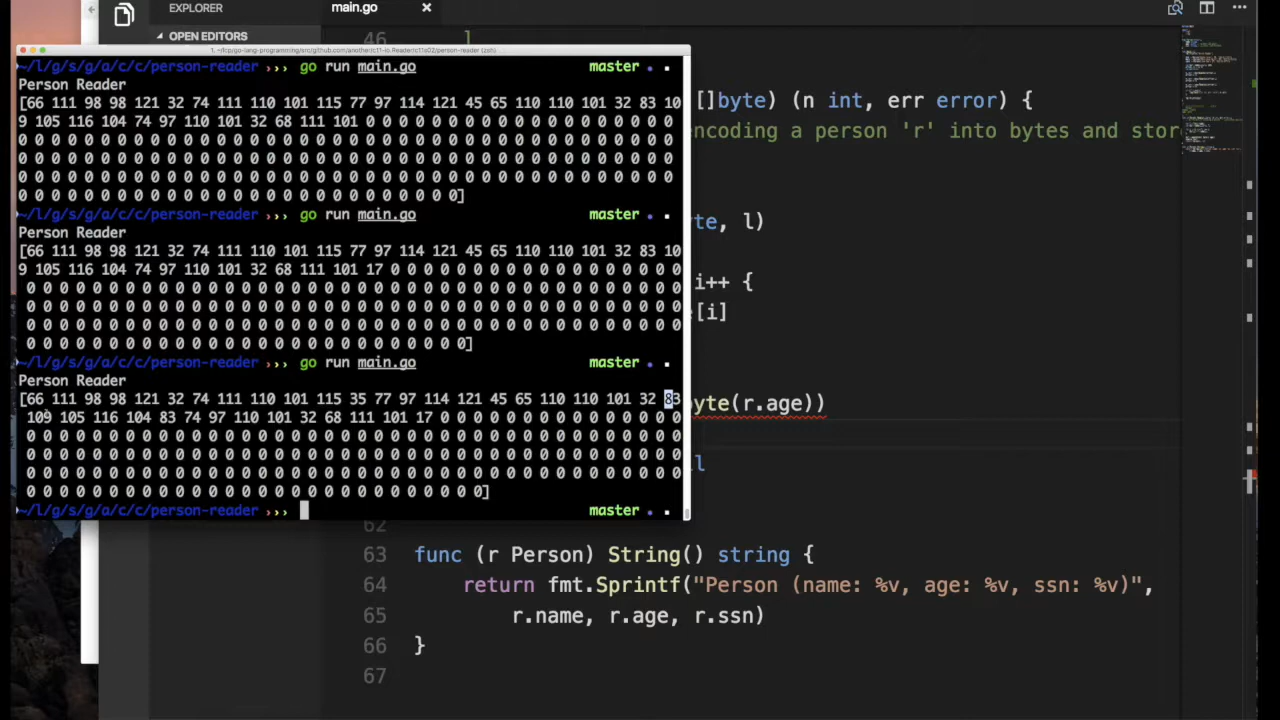 EXPLORER
main.go
OPEN EDITORS
46
1. ~/cp/go-lang-programming/src/github.com/another/c11-io.Reader/c11s02/person-reader (zsh)
~/l/g/s/g/a/c/c/person-reader ››› go run main.go master
Person Reader
[66 111 98 98 121 32 74 111 110 101 115 77 97 114 121 45 65 110 110 101 32 83 10
9 105 116 104 74 97 110 101 32 68 111 101 0 0 0 0 0 0 0 0 0 0 0 0 0 0 0 0 0 0 0
0 0 0 0 0 0 0 0 0 0 0 0 0 0 0 0 0 0 0 0 0 0 0 0 0 0 0 0 0 0 0 0 0 0 0 0
0 0 0 0 0 0 0 0 0 0 0 0 0 0 0 0 0 0 0 0 0 0 0 0 0 0 0 0 0 0 0 0 0 0 0 0
0 0 0 0 0 0 0 0 0 0 0 0 0 0 0 0 0 0 0 0 0 0 0 0 0 0 0 0 0 0 0 0 0 0 0 0
0 0 0 0 0 0 0 0 0 0 0 0 0 0 0 0 0 0 0 0 0 0 0 0 0]
~/l/g/s/g/a/c/c/person-reader ››› go run main.go master
Person Reader
[66 111 98 98 121 32 74 111 110 101 115 77 97 114 121 45 65 110 110 101 32 83 10
9 105 116 104 74 97 110 101 32 68 111 101 17 0 0 0 0 0 0 0 0 0 0 0 0 0 0 0 0 0
0 0 0 0 0 0 0 0 0 0 0 0 0 0 0 0 0 0 0 0 0 0 0 0 0 0 0 0 0 0 0 0 0 0 0 0
0 0 0 0 0 0 0 0 0 0 0 0 0 0 0 0 0 0 0 0 0 0 0 0 0 0 0 0 0 0 0 0 0 0 0 0
0 0 0 0 0 0 0 0 0 0 0 0 0 0 0 0 0 0 0 0 0 0 0 0 0 0 0 0 0 0 0 0 0 0 0 0
0 0 0 0 0 0 0 0 0 0 0 0 0 0 0 0 0 0 0 0 0 0 0 0 0]
~/l/g/s/g/a/c/c/person-reader ››› go run main.go master
Person Reader
[66 111 98 98 121 32 74 111 110 101 115 35 77 97 114 121 45 65 110 110 101 32 83
109 105 116 104 83 74 97 110 101 32 68 111 101 17 0 0 0 0 0 0 0 0 0 0 0 0 0 0 0
0 0 0 0 0 0 0 0 0 0 0 0 0 0 0 0 0 0 0 0 0 0 0 0 0 0 0 0 0 0 0 0 0 0 0 0
0 0 0 0 0 0 0 0 0 0 0 0 0 0 0 0 0 0 0 0 0 0 0 0 0 0 0 0 0 0 0 0 0 0 0 0
0 0 0 0 0 0 0 0 0 0 0 0 0 0 0 0 0 0 0 0 0 0 0 0 0 0 0 0 0 0 0 0 0 0 0 0
0 0 0 0 0 0 0 0 0 0 0 0 0 0 0 0 0 0 0 0 0 0 0 0 0 0]
~/l/g/s/g/a/c/c/person-reader ››› master
[]byte) (n int, err error) {
encoding a person 'r' into bytes and stor
te, l)
i++ {
e[i]
yte(r.age))
l
62
63 func (r Person) String() string {
64 return fmt.Sprintf("Person (name: %v, age: %v, ssn: %v)",
65 r.name, r.age, r.ssn)
66 }
67